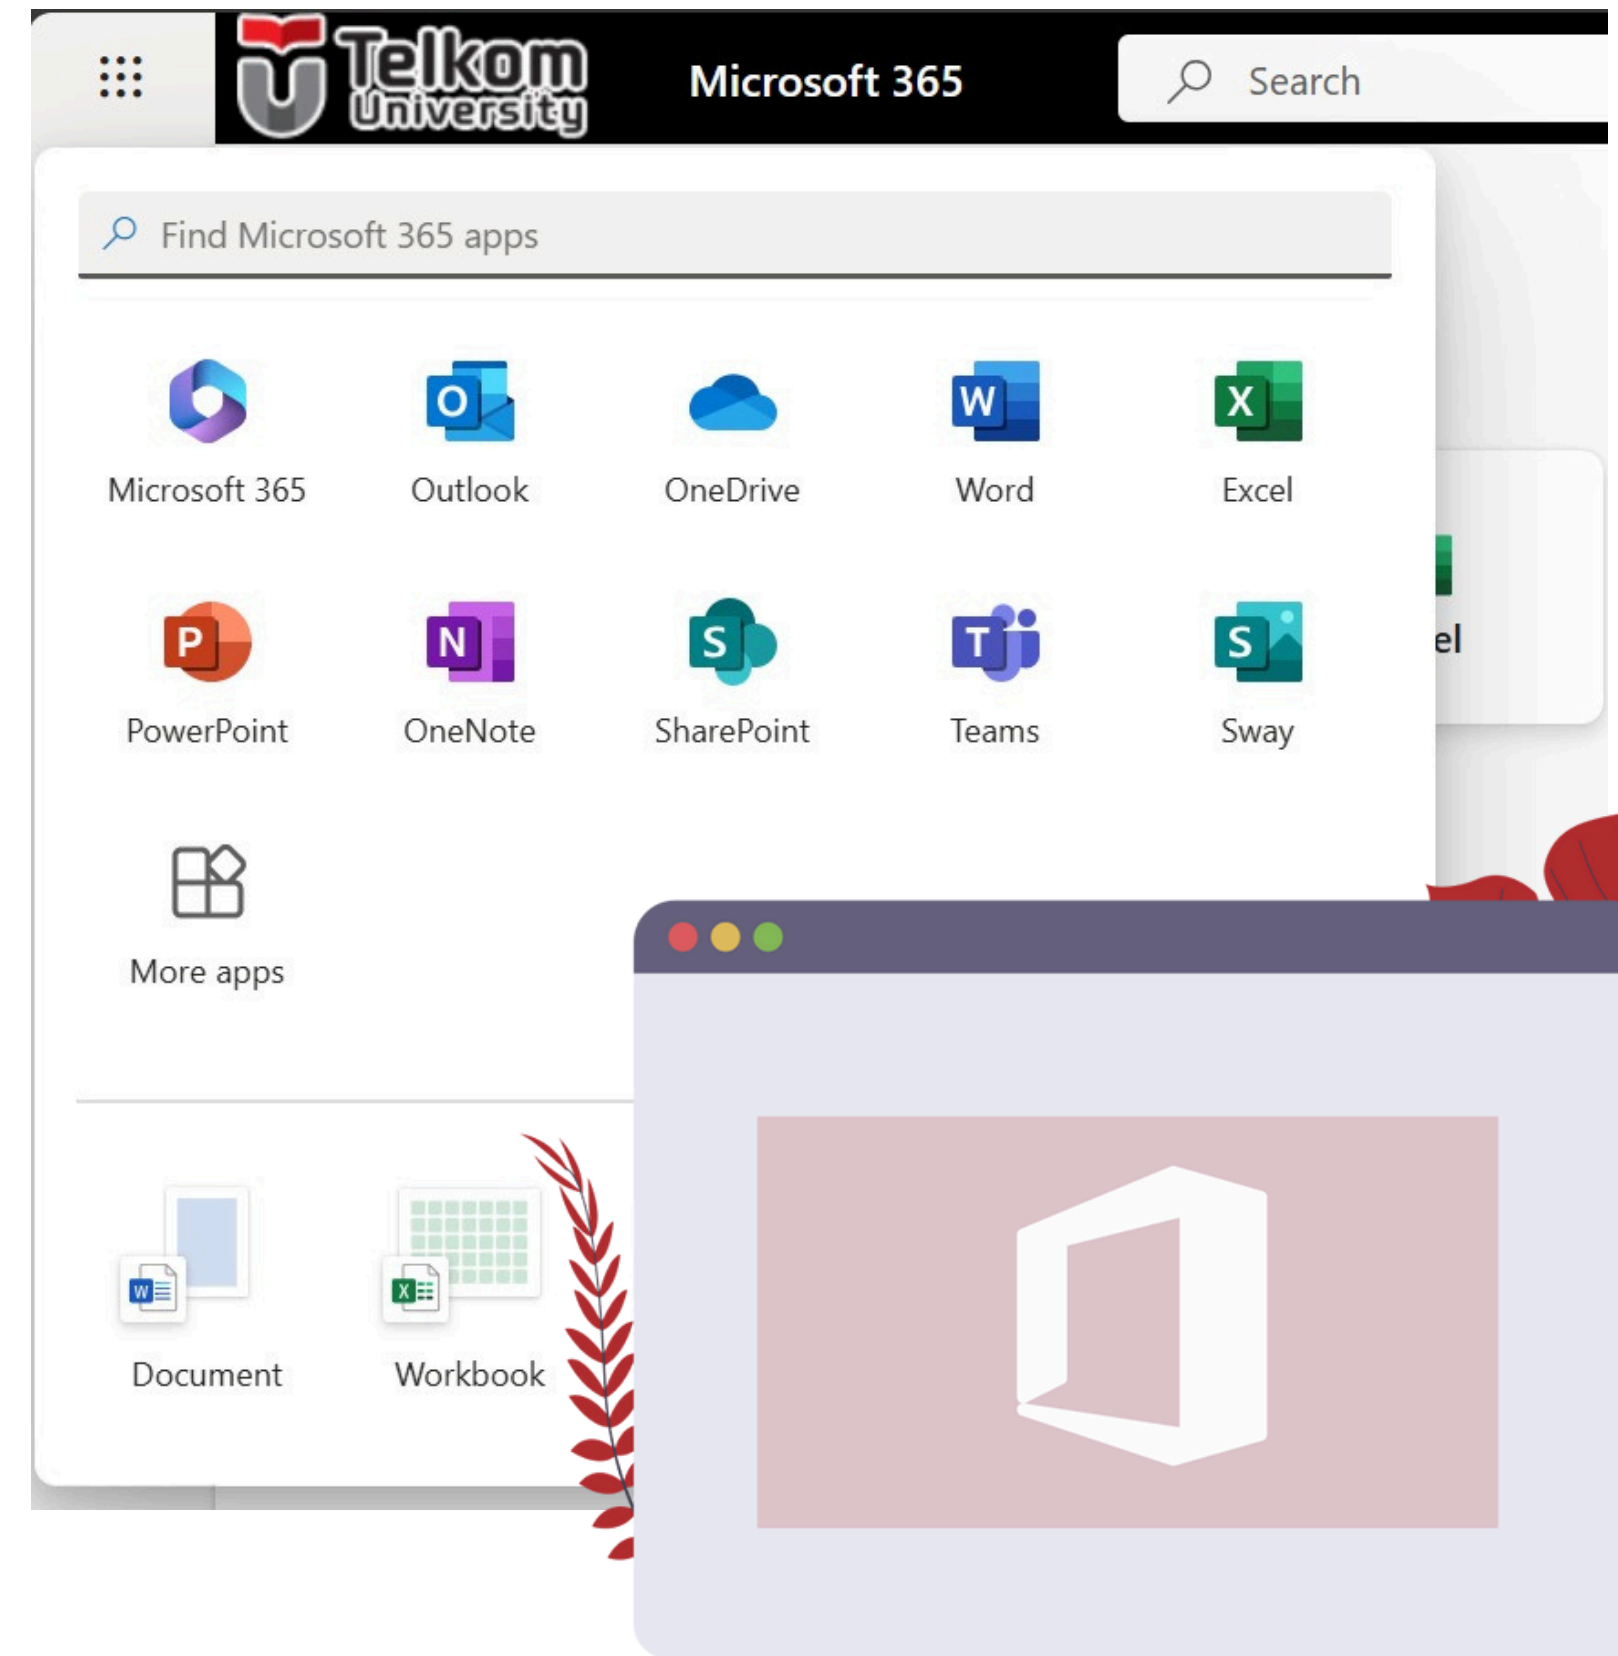 Telkom
University
Microsoft 365
Search
Find Microsoft 365 apps
Microsoft 365
Outlook
OneDrive
Word
Excel
PowerPoint
OneNote
SharePoint
Teams
Sway
el
More apps
Document
Workbook